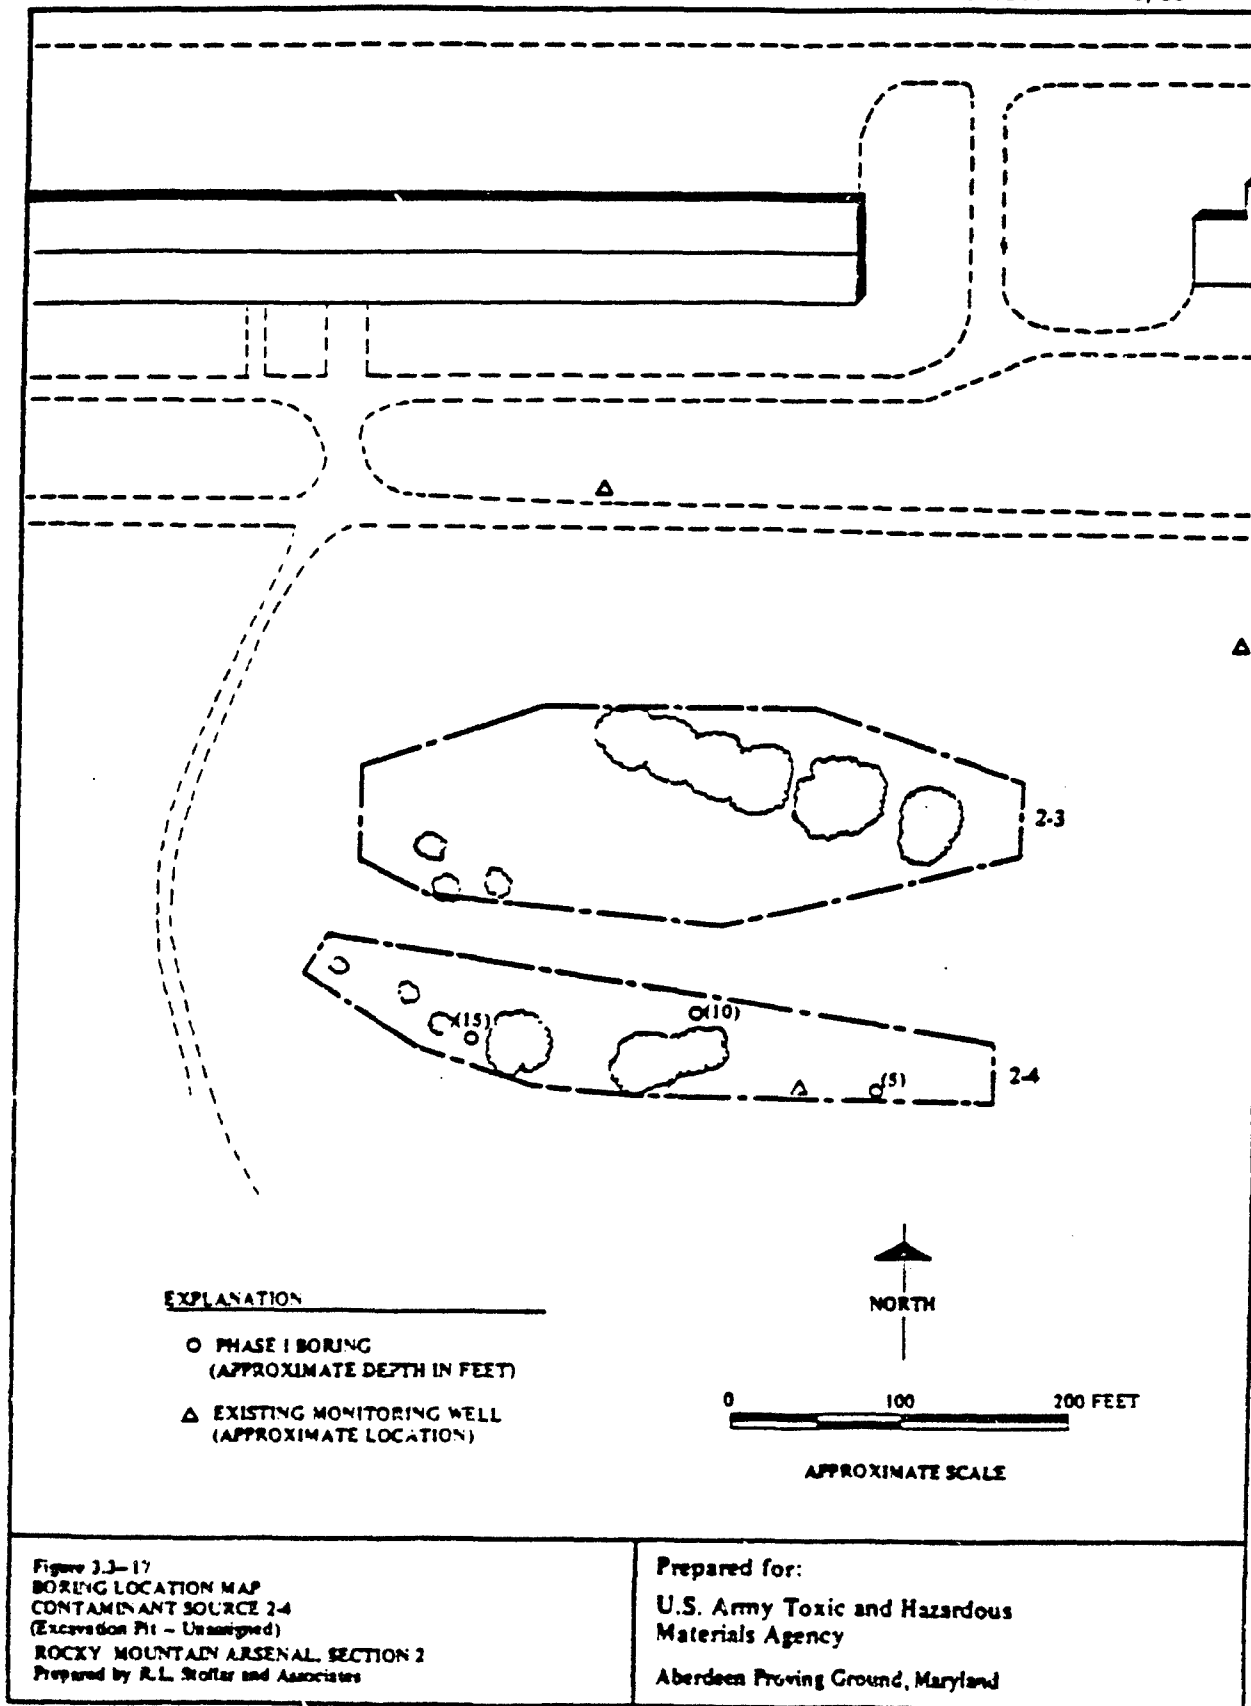 2-3
(15)
(10)
(5)
2-4
EXPLANATION
NORTH
PHASE I BORING
(APPROXIMATE DEPTH IN FEET)
0 100 200 FEET
EXISTING MONITORING WELL
(APPROXIMATE LOCATION)
APPROXIMATE SCALE
Figure 3.3-17
BORING LOCATION MAP
CONTAMINANT SOURCE 2-4
(Excavation Pit - Unassigned)
ROCKY MOUNTAIN ARSENAL, SECTION 2
Prepared by R.L. Stollar and Associates
Prepared for:
U.S. Army Toxic and Hazardous
Materials Agency
Aberdeen Proving Ground, Maryland